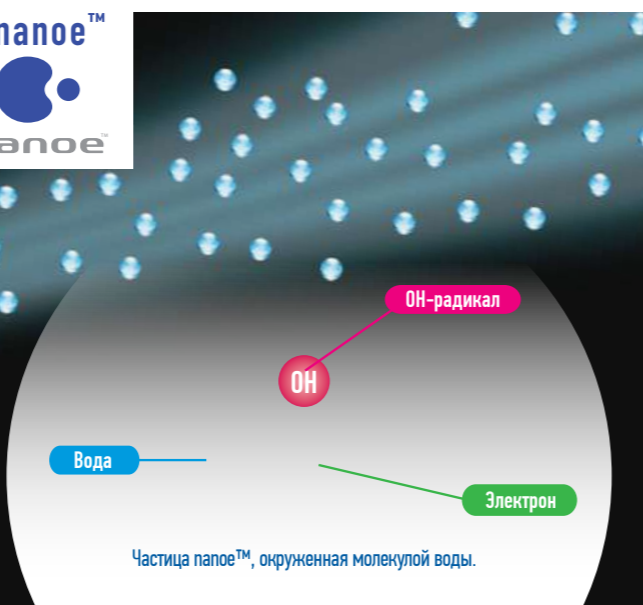 nanoe™
nanoe™
OH-радикал
OH
Вода
Электрон
Частица nanoe™, окруженная молекулой воды.